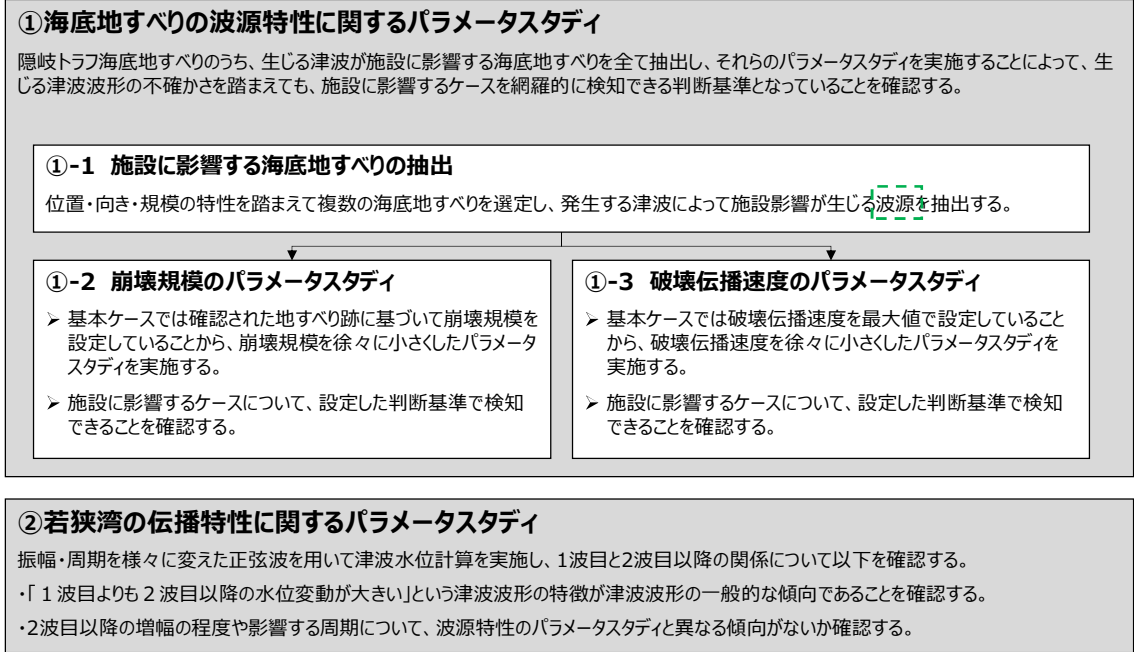 ①海底地すべりの波源特性に関するパラメータスタディ
隠岐トラフ海底地すべりのうち、生じる津波が施設に影響する海底地すべりを全て抽出し、それらのパラメータスタディを実施することによって、生
じる津波波形の不確かさを踏まえても、施設に影響するケースを網羅的に検知できる判断基準となっていることを確認する。
①-1 施設に影響する海底地すべりの抽出
位置・向き・規模の特性を踏まえて複数の海底地すべりを選定し、発生する津波によって施設影響が生じる波源を抽出する。
①-2 崩壊規模のパラメータスタディ
➢ 基本ケースでは確認された地すべり跡に基づいて崩壊規模を
設定していることから、崩壊規模を徐々に小さくしたパラメータ
スタディを実施する。
➢ 施設に影響するケースについて、設定した判断基準で検知
できることを確認する。
①-3 破壊伝播速度のパラメータスタディ
➢ 基本ケースでは破壊伝播速度を最大値で設定していること
から、破壊伝播速度を徐々に小さくしたパラメータスタディを
実施する。
➢ 施設に影響するケースについて、設定した判断基準で検知
できることを確認する。
②若狭湾の伝播特性に関するパラメータスタディ
振幅・周期を様々に変えた正弦波を用いて津波水位計算を実施し、1波目と2波目以降の関係について以下を確認する。
・「１波目よりも２波目以降の水位変動が大きい」という津波波形の特徴が津波波形の一般的な傾向であることを確認する。
・2波目以降の増幅の程度や影響する周期について、波源特性のパラメータスタディと異なる傾向がないか確認する。